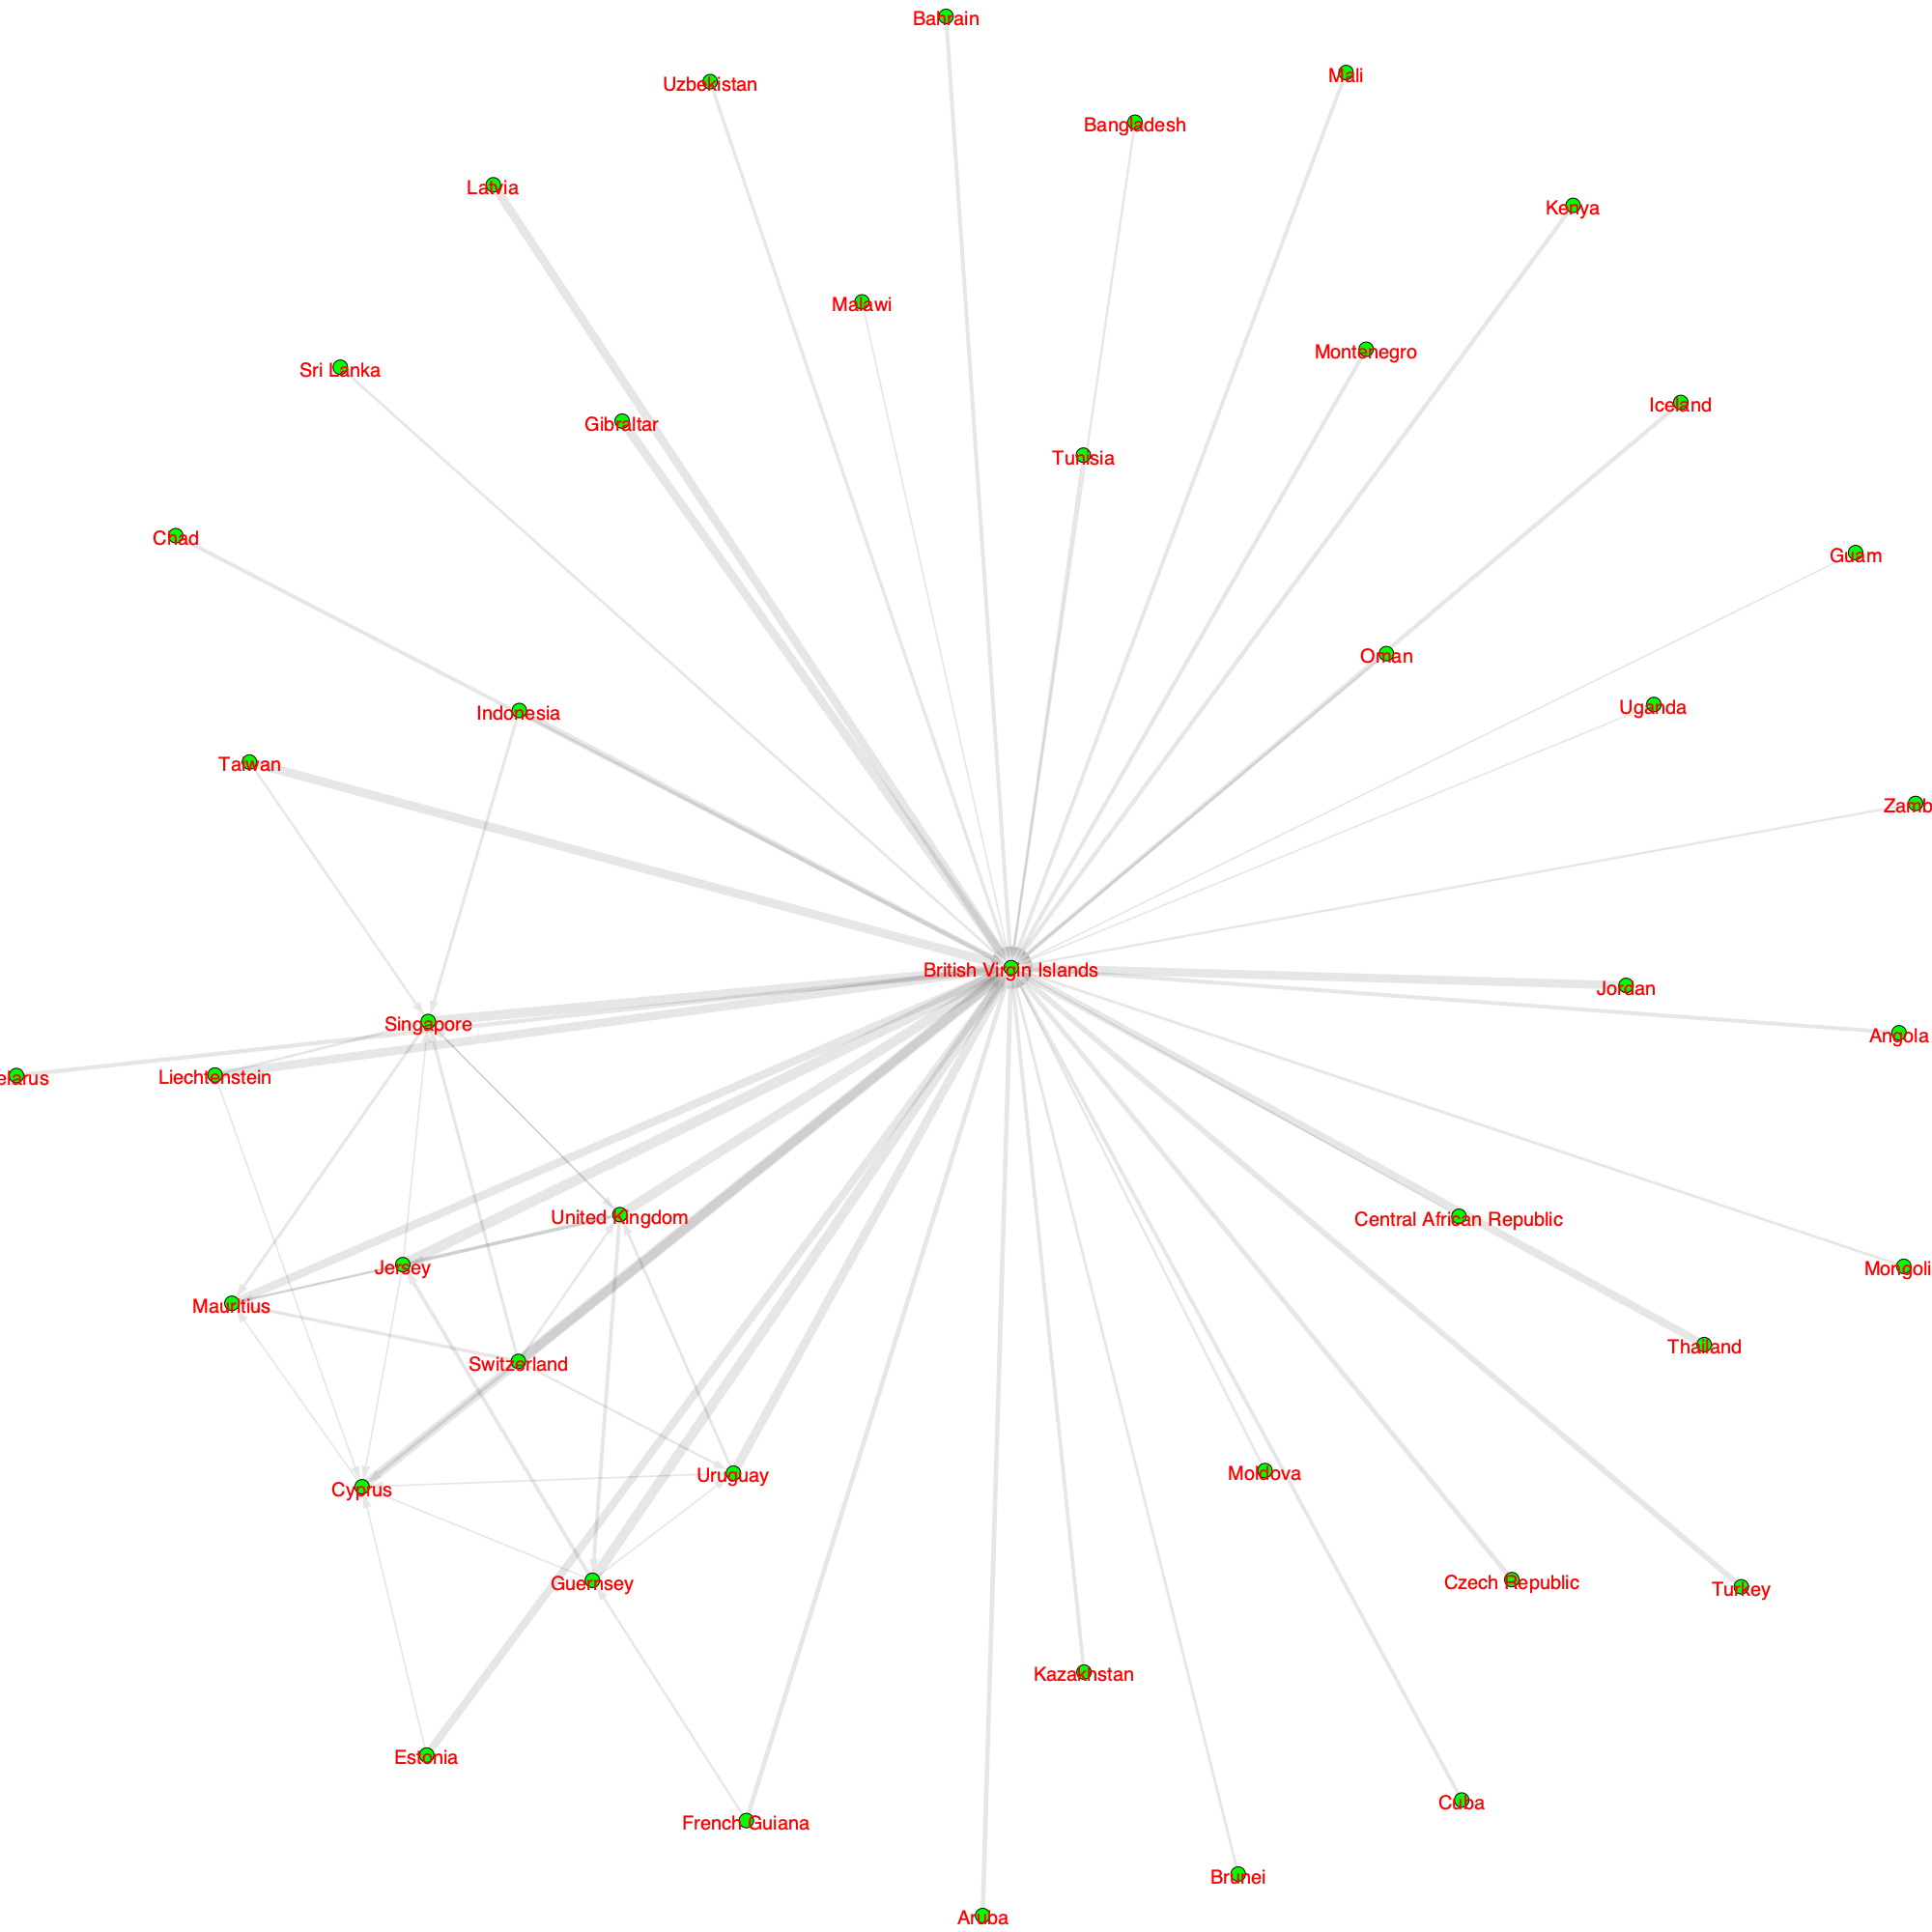 Bahrain
Mali
Uzbekistan
Bangladesh
Latvia
Kenya
Malawi
Montenegro
Sri Lanka
Iceland
Gibraltar
Tunisia
Chad
Guam
Oman
Uganda
Indonesia
Taiwan
Zamb
British Virgin Islands
Jordan
Singapore
Angola
elarus
Liechtenstein
United Kingdom
Central African Republic
Jersey
Mongoli
Mauritius
Thailand
Switzerland
Moldova
Uruguay
Cyprus
Guernsey
Czech Republic
Turkey
Kazakhstan
Estonia
Cuba
French Guiana
Brunei
Aruba